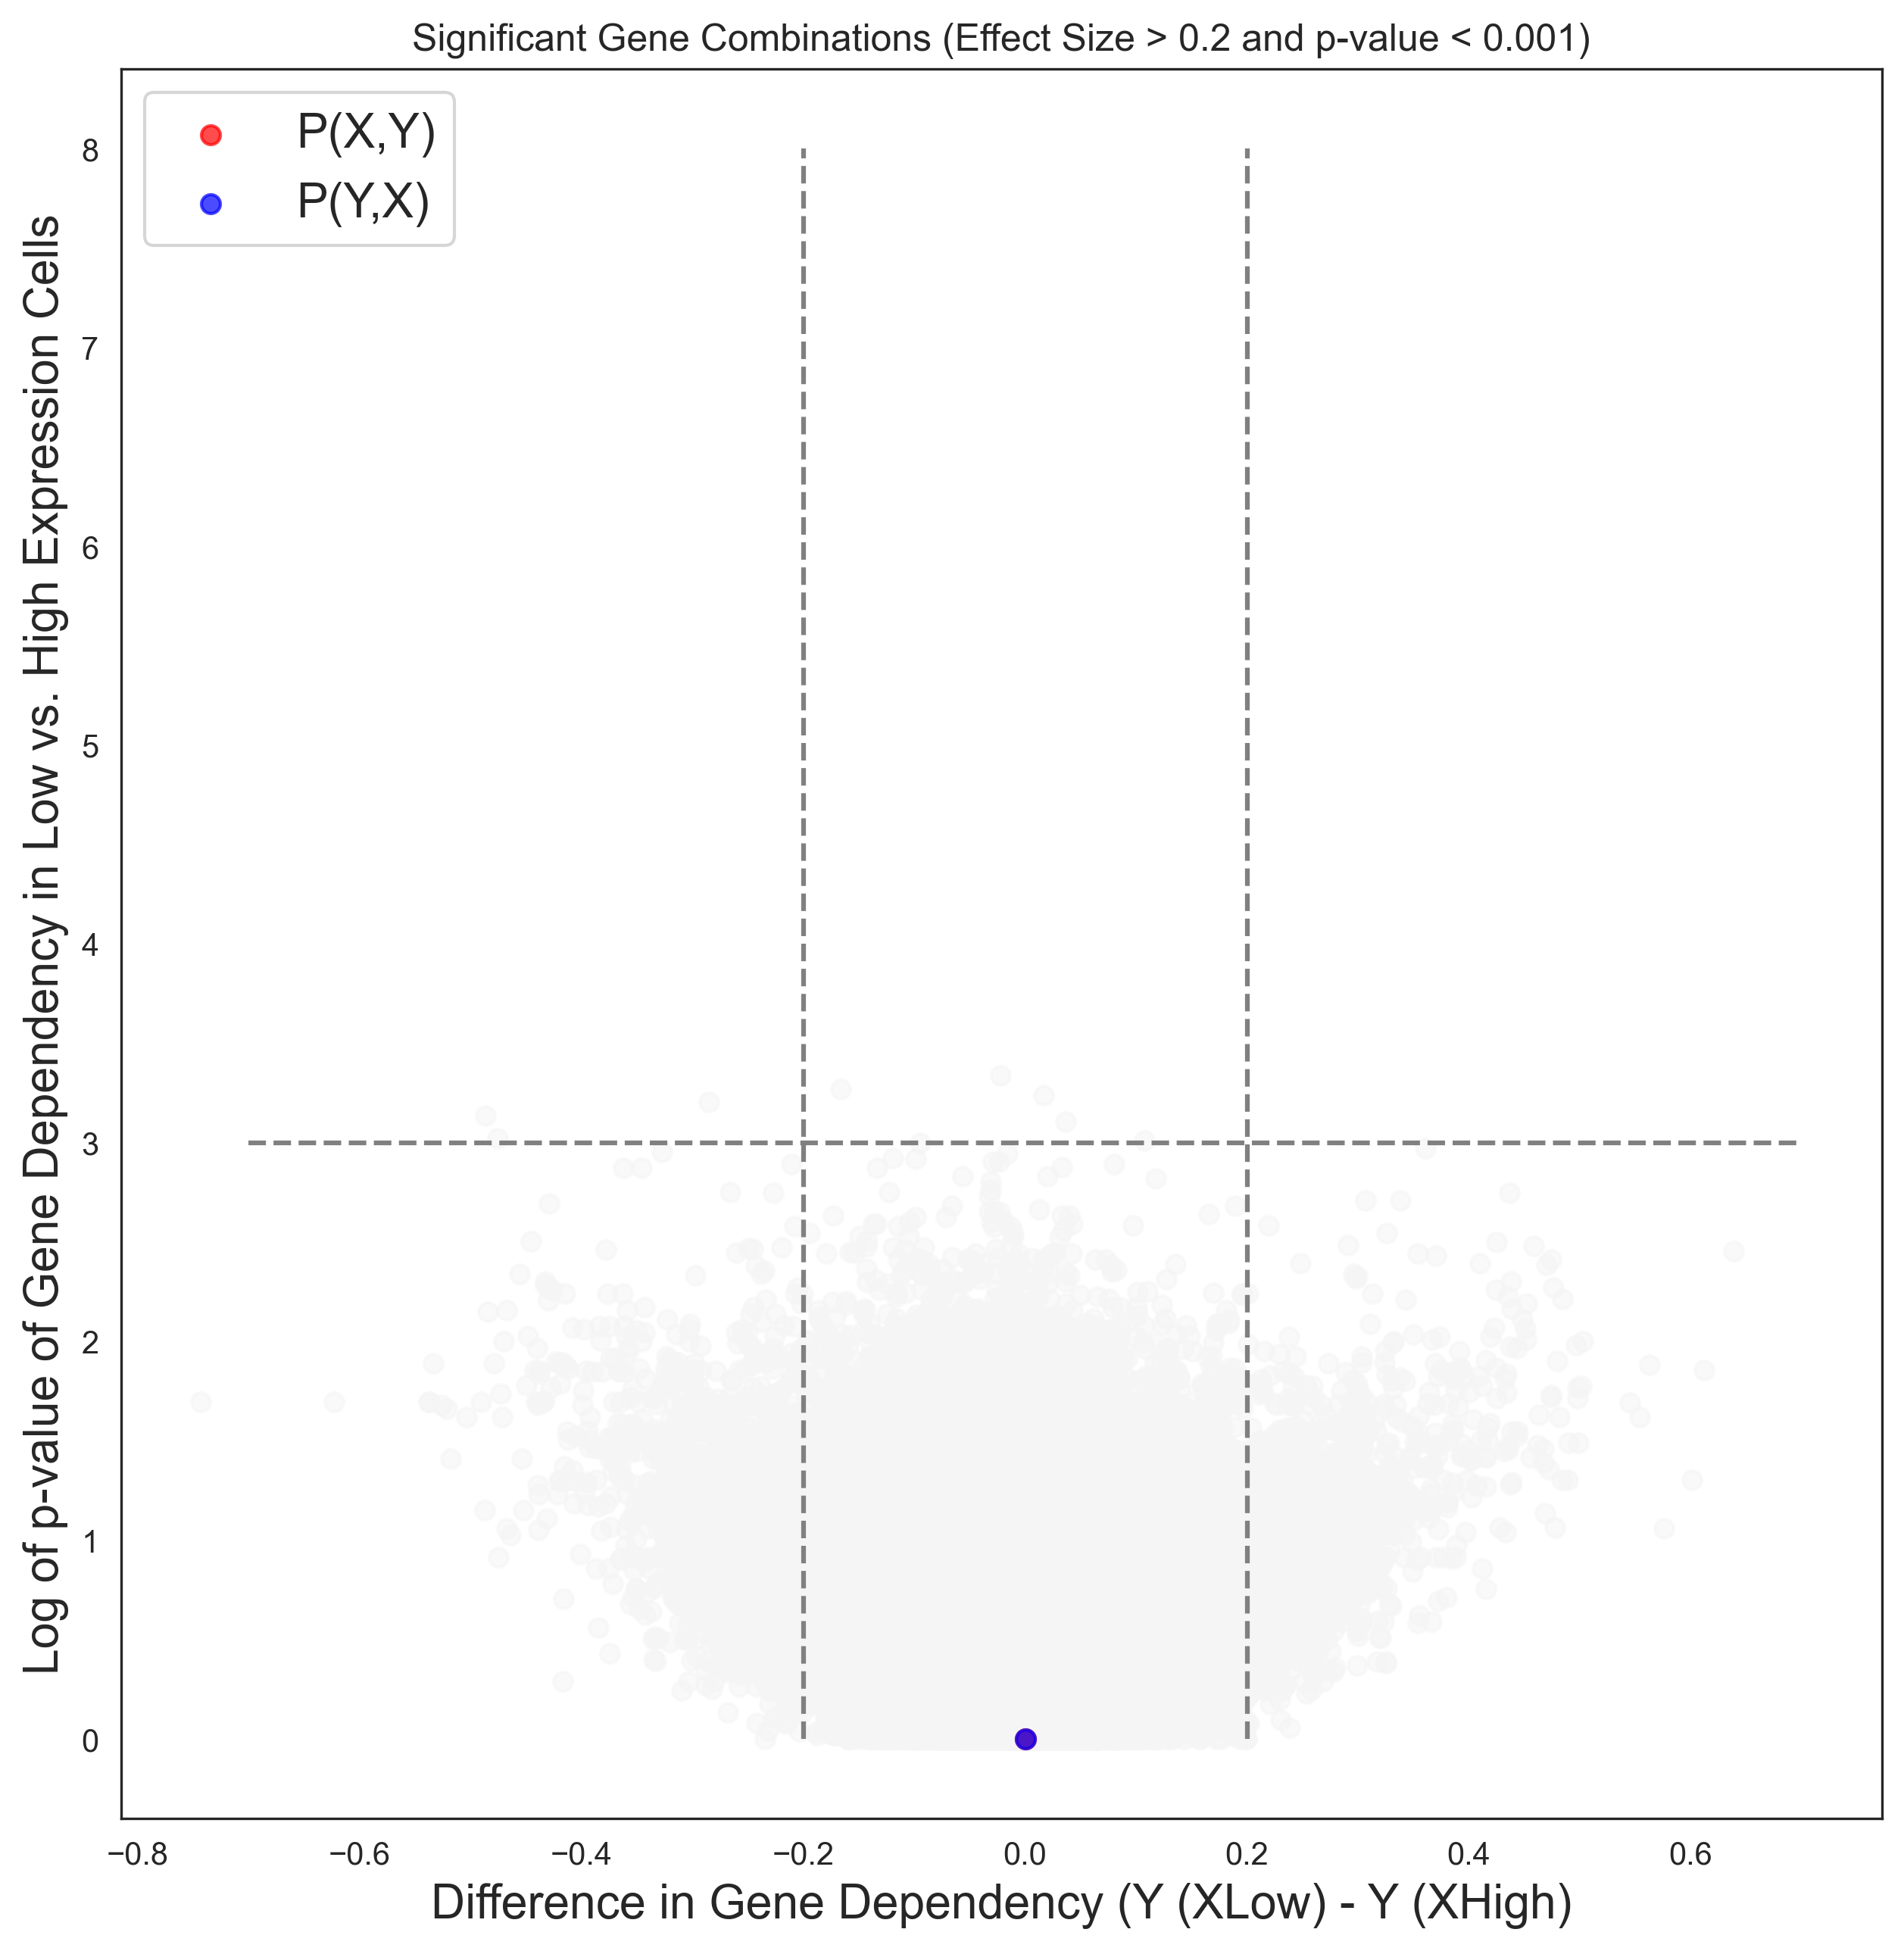 Significant Gene Combinations (Effect Size > 0.2 and p-value < 0.001)
P(X,Y)
P(Y,X)
Log of p-value of Gene Dependency in Low vs. High Expression Cells
8
7
6
5
4
3
2
1
0
−0.8 −0.6 −0.4 −0.2 0.0 0.2 0.4 0.6
Difference in Gene Dependency (Y (XLow) - Y (XHigh)